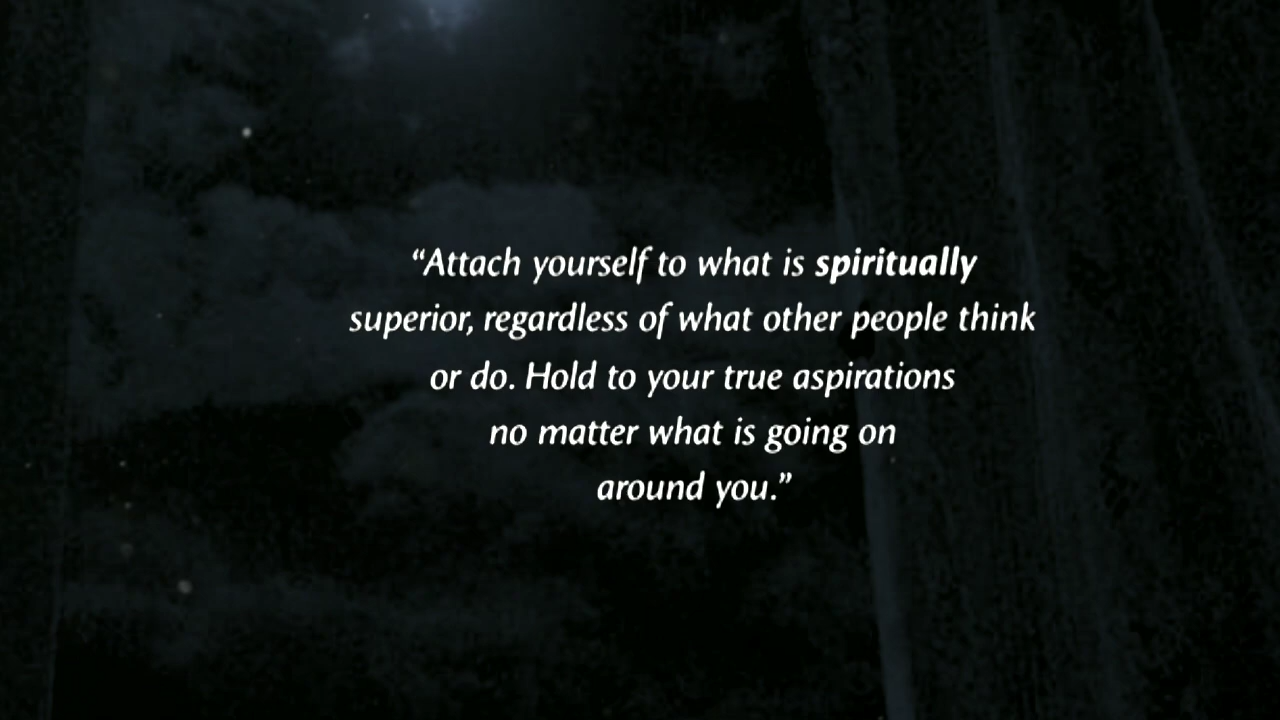 “Attach yourself to what is spiritually
superior, regardless of what other people think
or do. Hold to your true aspirations
no matter what is going on
around you.”